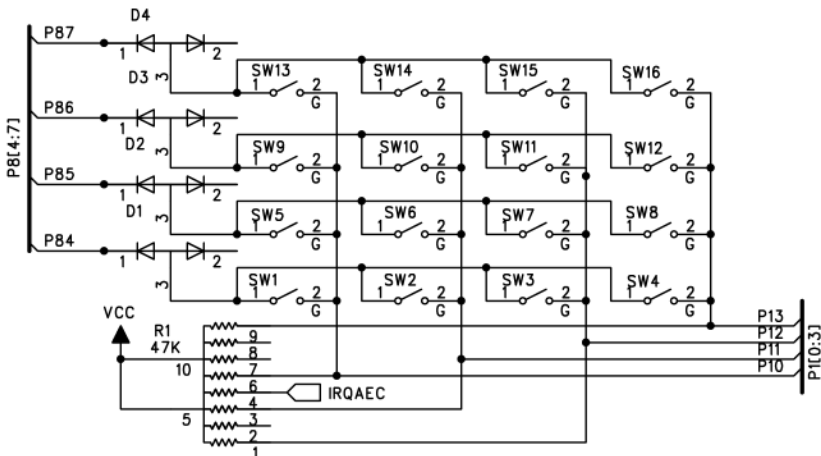 D4
P87
1
2
D3
3
SW13
1
2
G
SW14
1
2
G
SW15
1
2
G
SW16
1
2
G
P86
1
2
D2
3
SW9
1
2
G
SW10
1
2
G
SW11
1
2
G
SW12
1
2
G
P8[4:7]
P85
1
2
D1
3
SW5
1
2
G
SW6
1
2
G
SW7
1
2
G
SW8
1
2
G
P84
1
2
3
SW1
1
2
G
SW2
1
2
G
SW3
1
2
G
SW4
1
2
G
VCC
R1
47K
10
5
9
8
7
6
4
3
2
1
IRQAEC
P13
P12
P11
P10
P1[0:3]